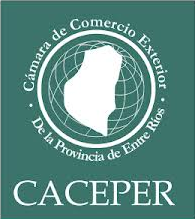 · Cámara de Comercio Exterior ·
De la Provincia de Entre Ríos
CACEPER